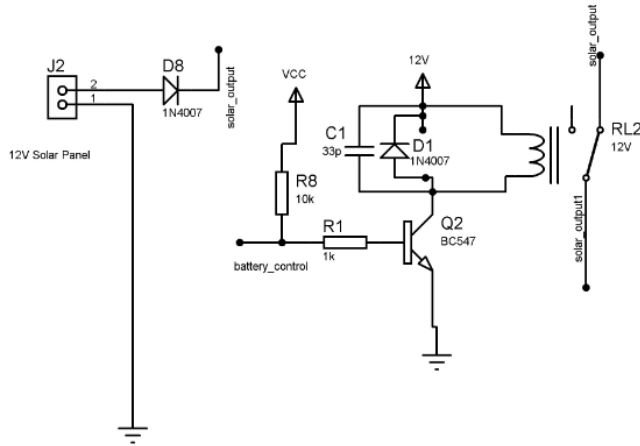 J2
2
1
12V Solar Panel
D8
1N4007
solar_output
VCC
R8
10k
battery_control
R1
1k
12V
C1
33p
D1
1N4007
Q2
BC547
solar_output
RL2
12V
solar_output1